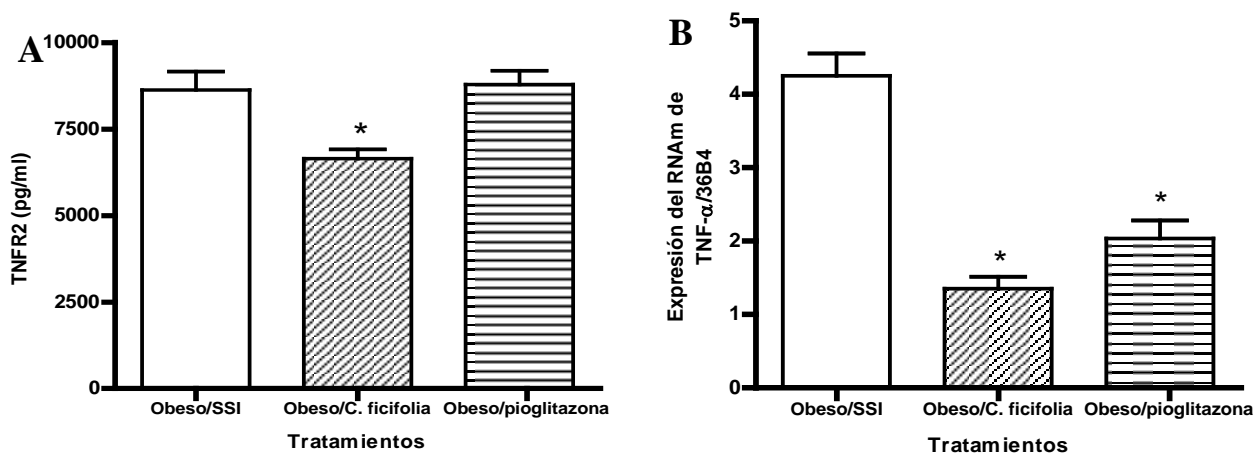 A
10000
7500
5000
2500
0
TNFR2 (pg/ml)
*
Obeso/SSI
Obeso/C. ficifolia
Obeso/pioglitazona
Tratamientos
B
5
4
3
2
1
0
Expresión del RNAm de
TNF-α/36B4
*
*
Obeso/SSI
Obeso/C. ficifolia
Obeso/pioglitazona
Tratamientos